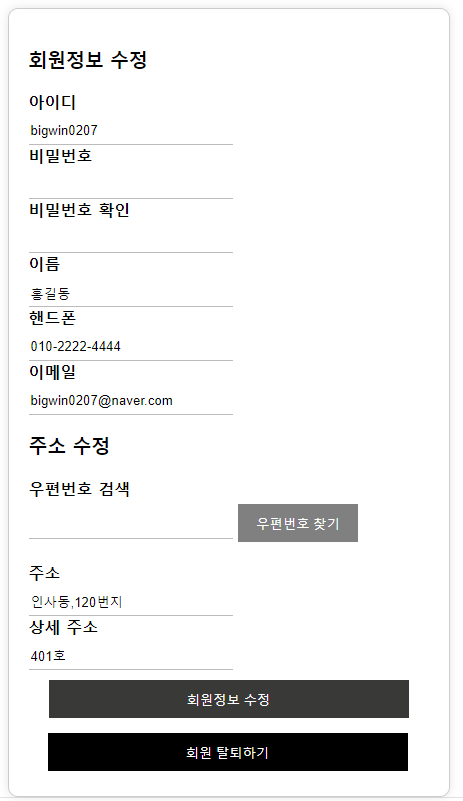 회원정보 수정
아이디
bigwin0207
비밀번호
비밀번호 확인
이름
홍길동
핸드폰
010-2222-4444
이메일
bigwin0207@naver.com
주소 수정
우편번호 검색
우편번호 찾기
주소
인사동,120번지
상세 주소
401호
회원정보 수정
회원 탈퇴하기